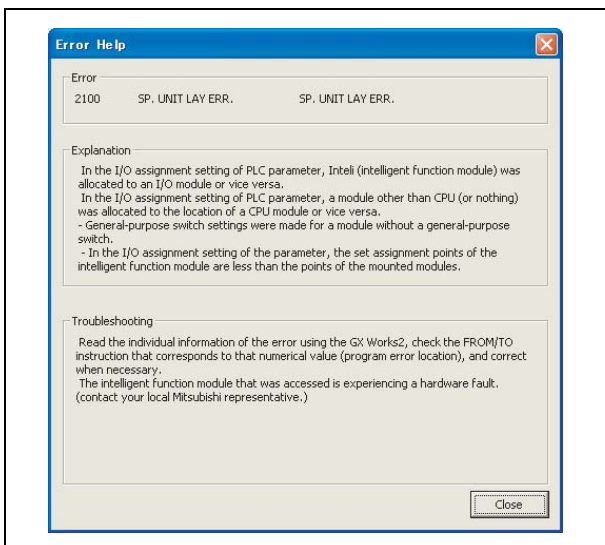 Error Help
Error
2100 SP. UNIT LAY ERR. SP. UNIT LAY ERR.
Explanation
In the I/O assignment setting of PLC parameter, Inteli (intelligent function module) was
allocated to an I/O module or vice versa.
In the I/O assignment setting of PLC parameter, a module other than CPU (or nothing)
was allocated to the location of a CPU module or vice versa.
- General-purpose switch settings were made for a module without a general-purpose
switch.
- In the I/O assignment setting of the parameter, the set assignment points of the
intelligent function module are less than the points of the mounted modules.
Troubleshooting
Read the individual information of the error using the GX Works2, check the FROM/TO
instruction that corresponds to that numerical value (program error location), and correct
when necessary.
The intelligent function module that was accessed is experiencing a hardware fault.
(contact your local Mitsubishi representative.)
Close